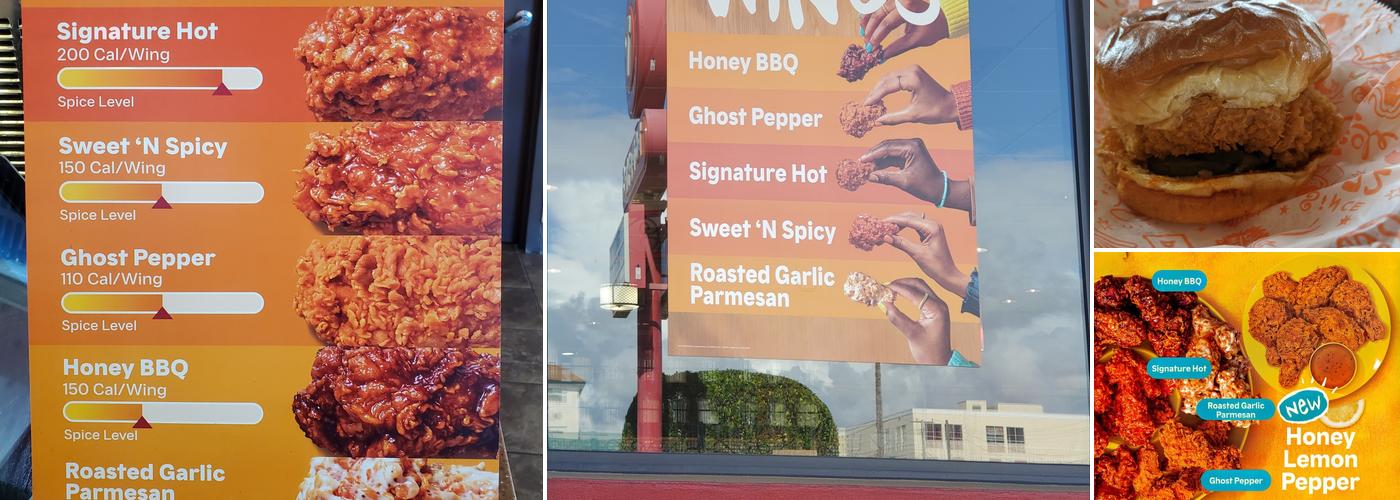 Signature Hot
200 Cal/Wing
Spice Level
Sweet ‘N Spicy
150 Cal/Wing
Spice Level
Ghost Pepper
110 Cal/Wing
Spice Level
Honey BBQ
150 Cal/Wing
Spice Level
Roasted Garlic
Parmesan
WINGS
Honey BBQ
Ghost Pepper
Signature Hot
Sweet ‘N Spicy
Roasted Garlic
Parmesan
Honey BBQ
Signature Hot
Roasted Garlic
Parmesan
Ghost Pepper
New
Honey
Lemon
Pepper